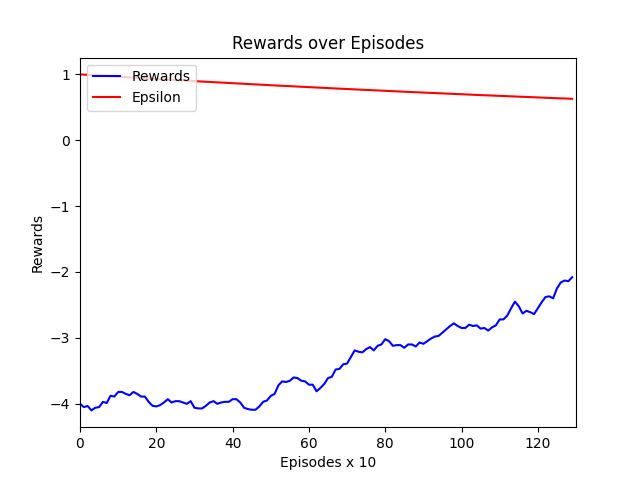 Rewards over Episodes
Rewards
Epsilon
1
0
−1
−2
−3
−4
Rewards
0 20 40 60 80 100 120
Episodes x 10